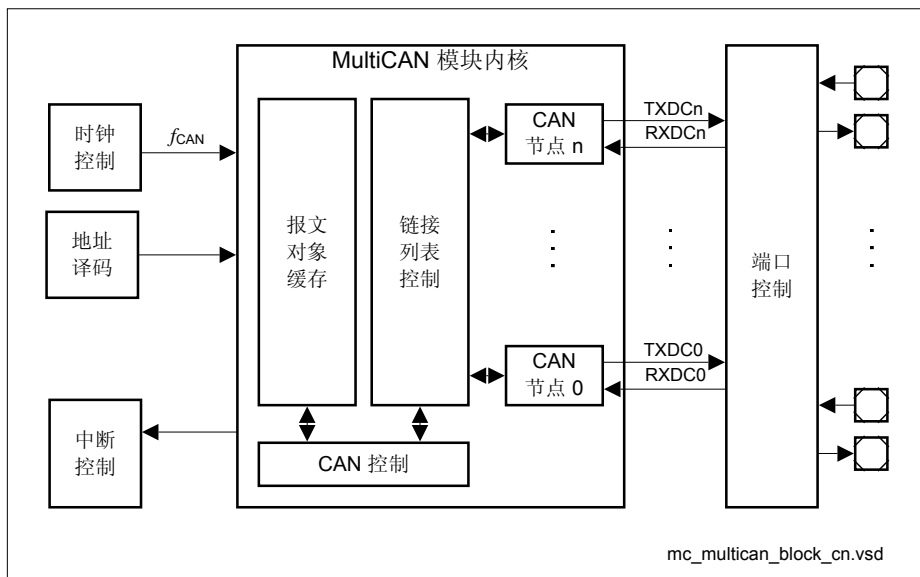 MultiCAN 模块内核
时钟
控制
fCAN
地址
译码
中断
控制
报文
对象
缓存
链接
列表
控制
CAN
节点 n
CAN
节点 0
CAN 控制
TXDCn
RXDCn
TXDC0
RXDC0
端口
控制
mc_multican_block_cn.vsd